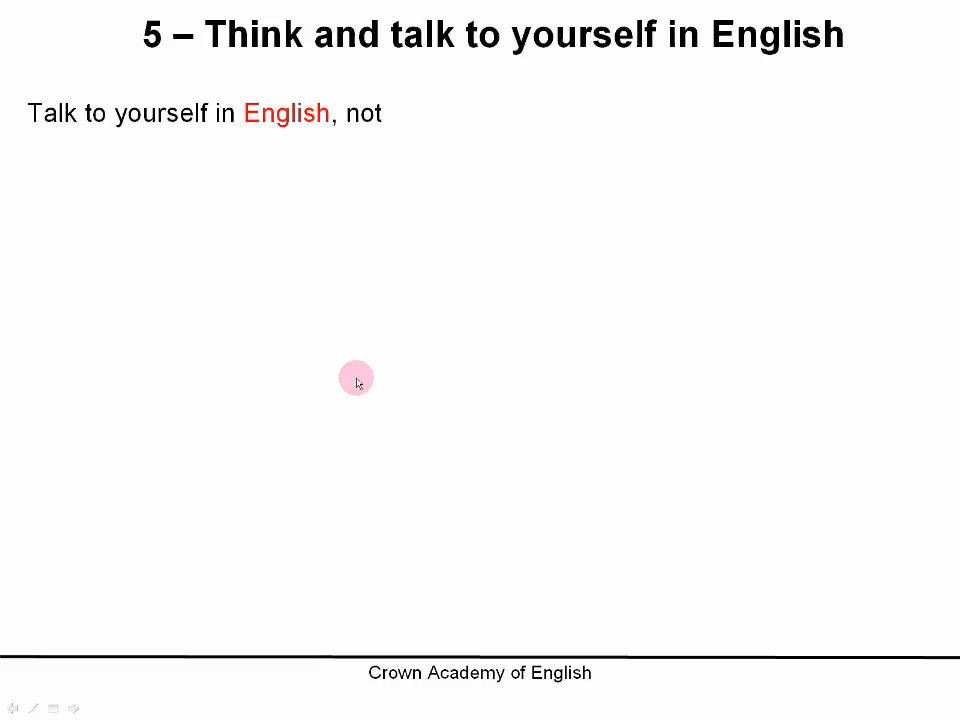 5 – Think and talk to yourself in English
Talk to yourself in English, not
Crown Academy of English